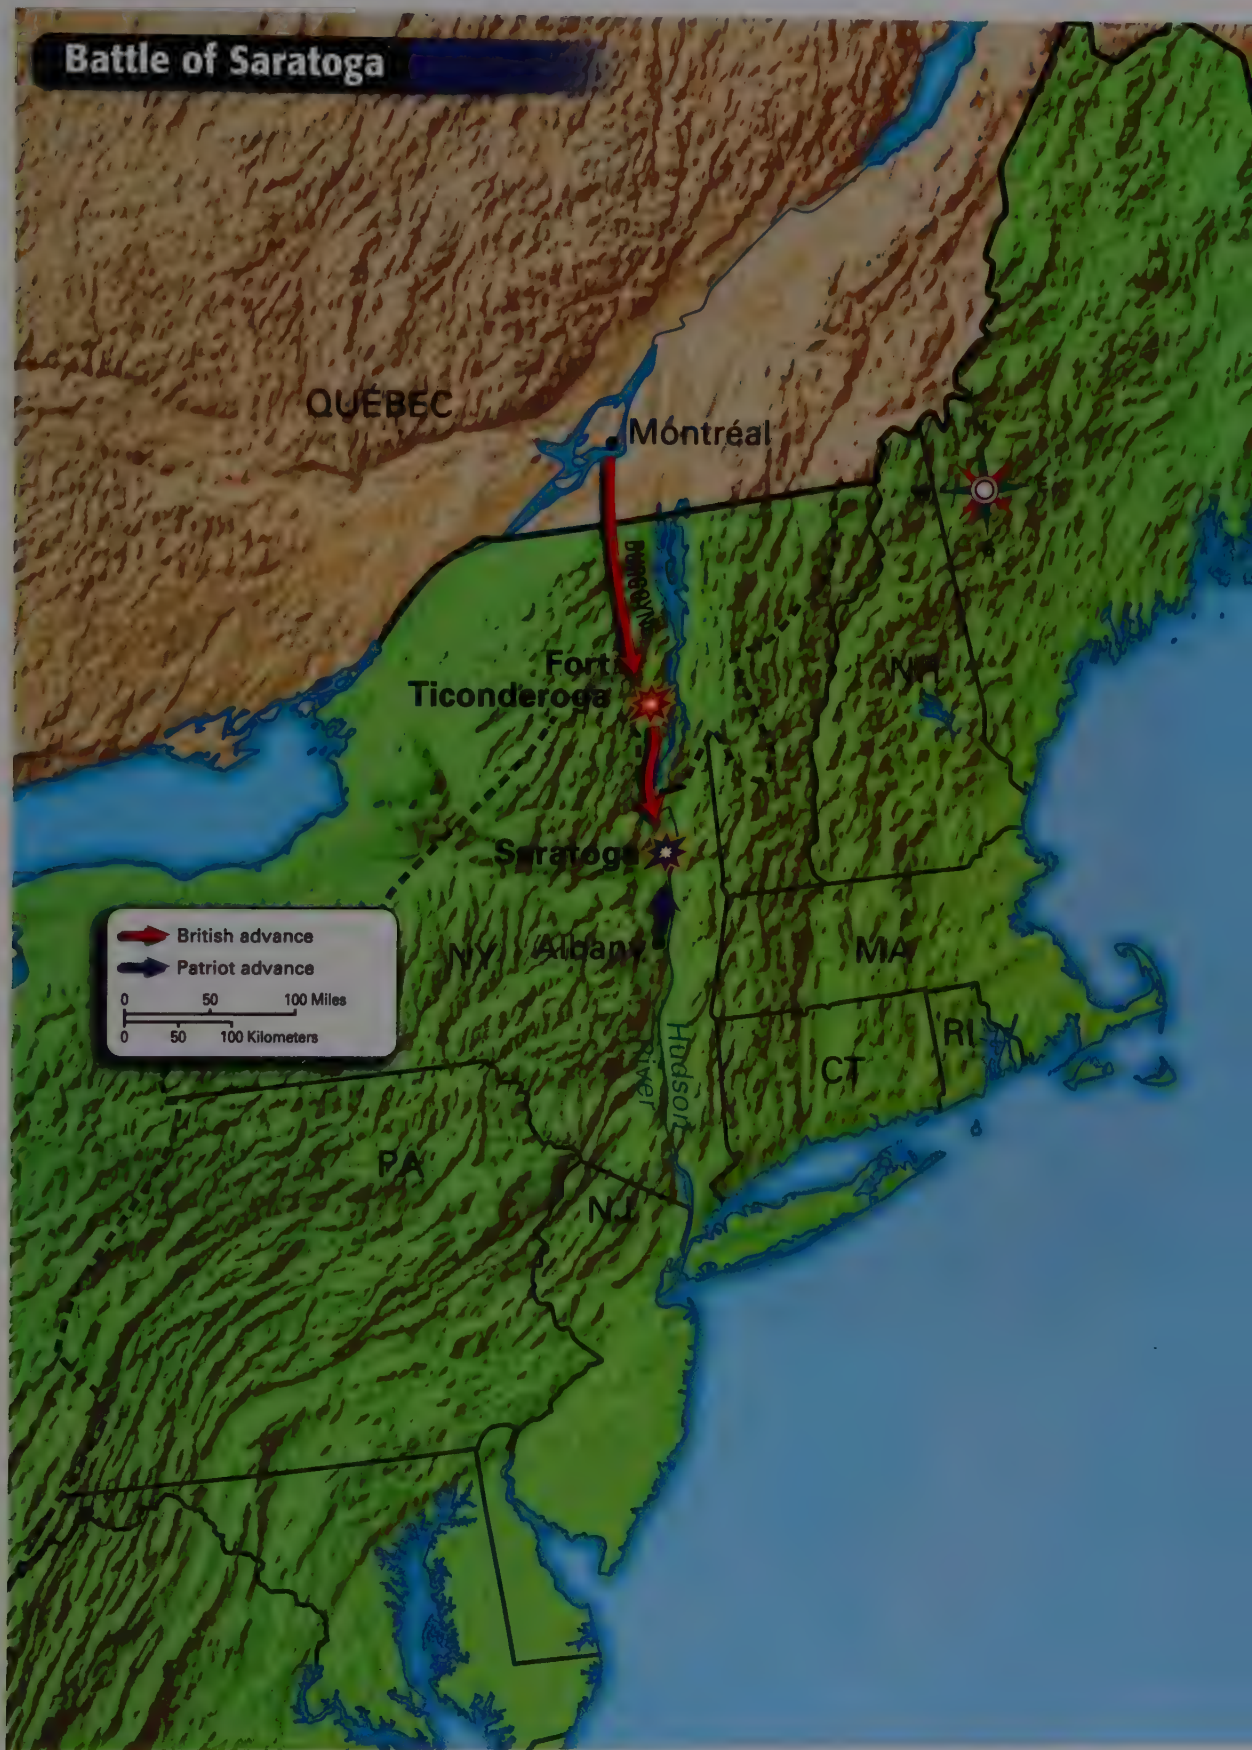 Battle of Saratoga
QUÉBEC
Móntréal
BURGOYNE
Fort
Ticonderoga
NH
Saratoga
British advance
Patriot advance
0 50 100 Miles
0 50 100 Kilometers
NY
Albany
MA
Hudson
River
RI
CT
PA
NJ